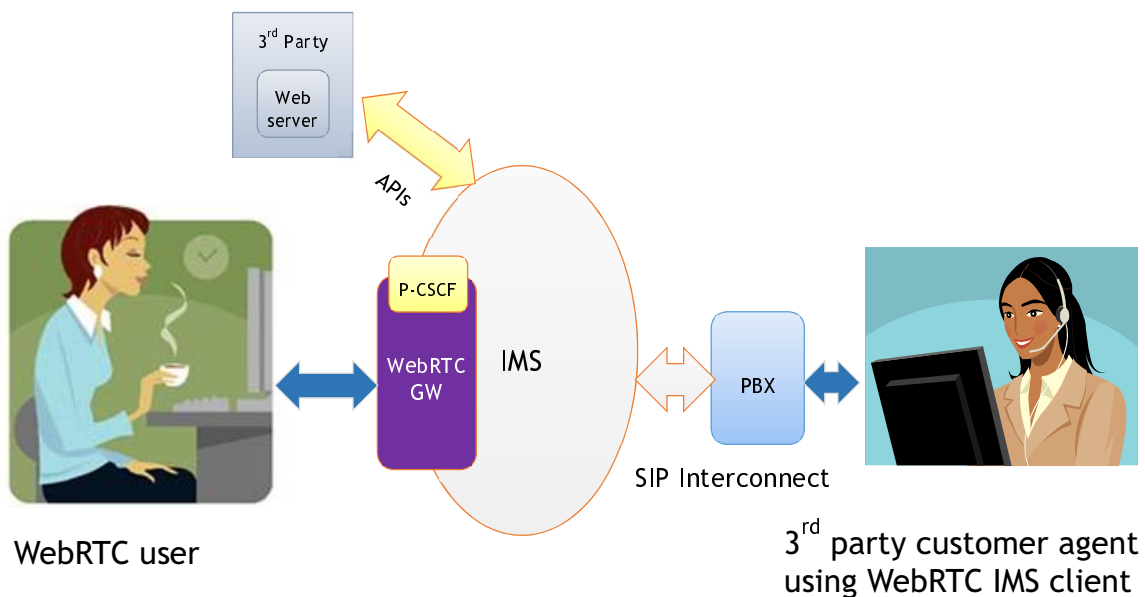 3rd Party
Web
server
APIs
P-CSCF
WebRTC
GW
IMS
PBX
SIP Interconnect
WebRTC user
3rd party customer agent
using WebRTC IMS client